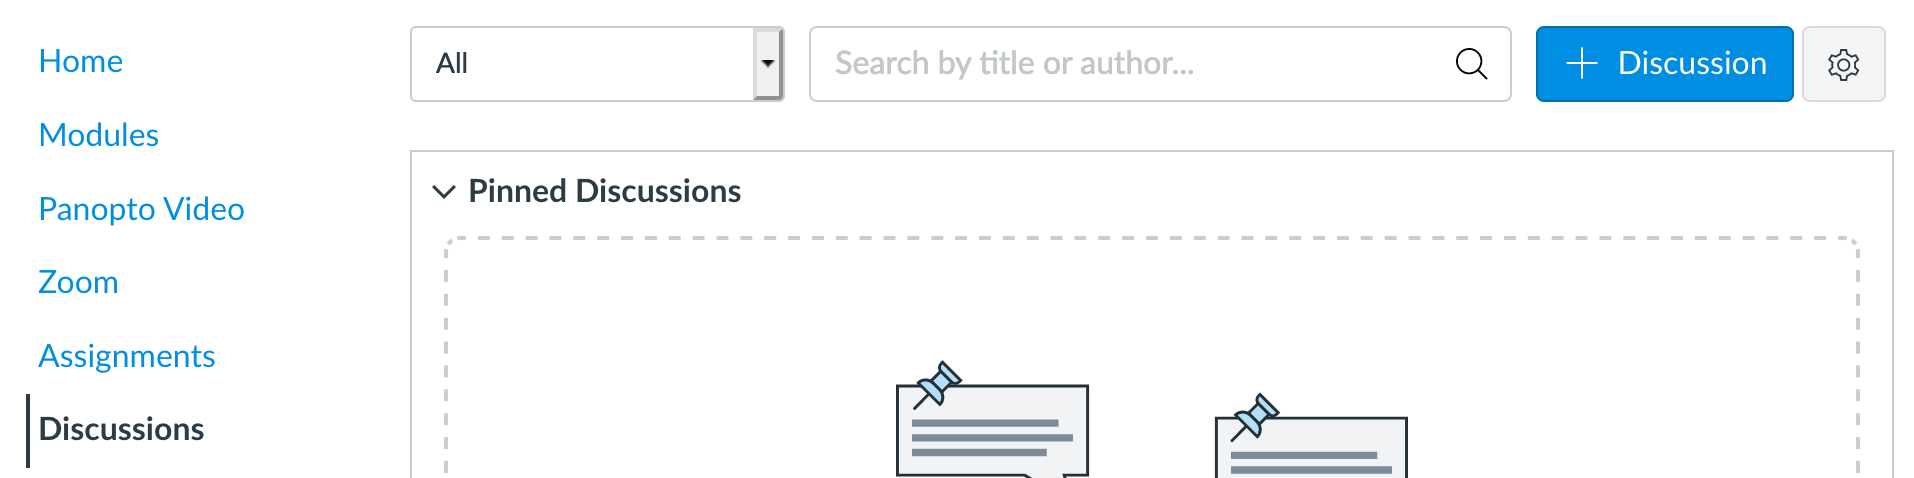 Home
Modules
Panopto Video
Zoom
Assignments
Discussions
All
Search by title or author...
+ Discussion
Pinned Discussions